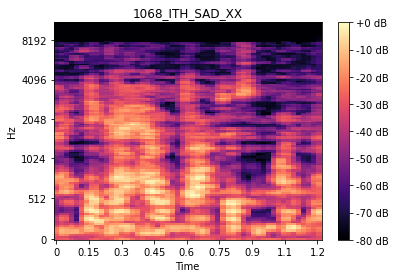 1068_ITH_SAD_XX
+0 dB
8192
-10 dB
4096
-20 dB
-30 dB
2048
Hz
-40 dB
1024
-50 dB
512
-60 dB
-70 dB
0
-80 dB
0 0.15 0.3 0.45 0.6 0.75 0.9 1.1 1.2
Time